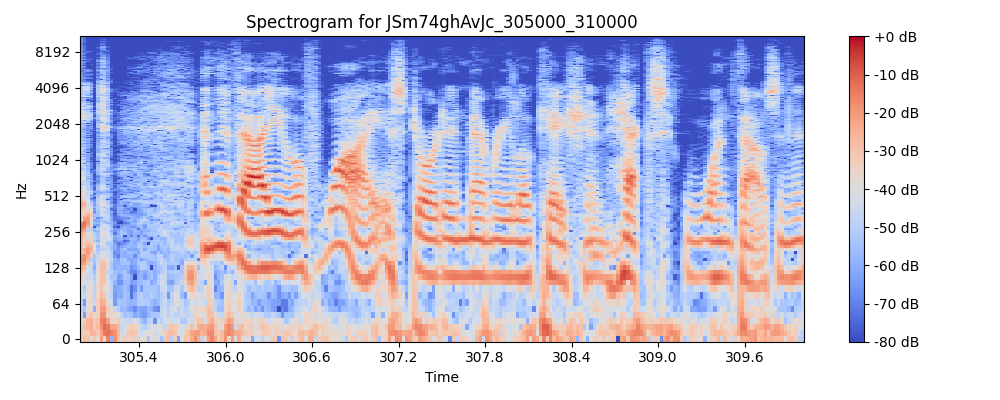 Spectrogram for JSm74ghAvJc_305000_310000
8192
4096
2048
1024
512
256
128
64
0
Hz
305.4
306.0
306.6
307.2
307.8
308.4
309.0
309.6
Time
+0 dB
-10 dB
-20 dB
-30 dB
-40 dB
-50 dB
-60 dB
-70 dB
-80 dB